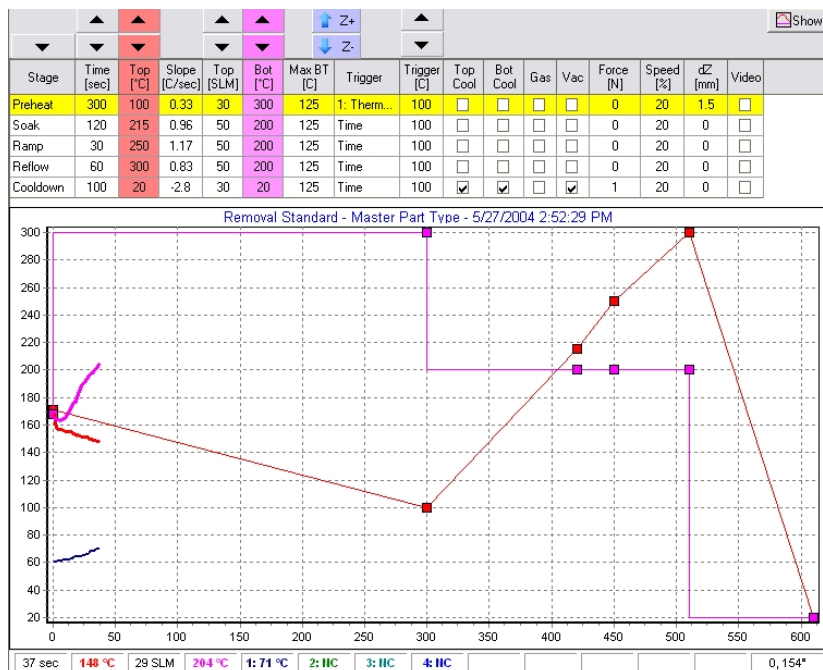 Z+
Show
Z-
Stage Time [sec] Top [°C] Slope [C/sec] Top [SLM] Bot [°C] Max BT [C] Trigger Trigger [C] Top Cool Bot Cool Gas Vac Force [N] Speed [%] dZ [mm] Video
Preheat 300 100 0.33 30 300 125 1: Therm... 100 0 20 1.5
Soak 120 215 0.96 50 200 125 Time 100 0 20 0
Ramp 30 250 1.17 50 200 125 Time 100 0 20 0
Reflow 60 300 0.83 50 200 125 Time 100 0 20 0
Cooldown 100 20 -2.8 30 20 125 Time 100 1 20 0
Removal Standard - Master Part Type - 5/27/2004 2:52:29 PM
300
280
260
240
220
200
180
160
140
120
100
80
60
40
20
0 50 100 150 200 250 300 350 400 450 500 550 600
37 sec 148 °C 29 SLM 204 °C 1: 71 °C 2: NC 3: NC 4: NC 0, 154°